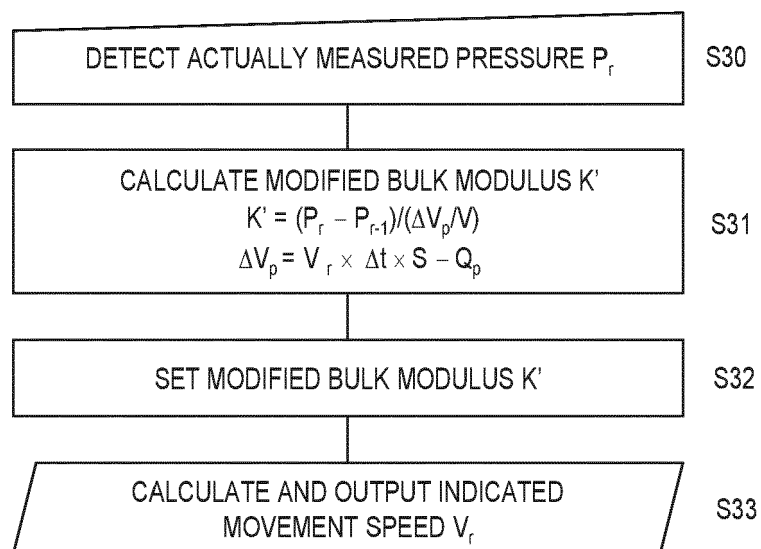 DETECT ACTUALLY MEASURED PRESSURE Pᵣ
S30
CALCULATE MODIFIED BULK MODULUS K'
K' = (Pᵣ – Pᵣ₋₁)/(ΔVₚ/V)
ΔVₚ = V ᵣ × Δt × S – Qₚ
S31
SET MODIFIED BULK MODULUS K'
S32
CALCULATE AND OUTPUT INDICATED
MOVEMENT SPEED Vᵣ
S33